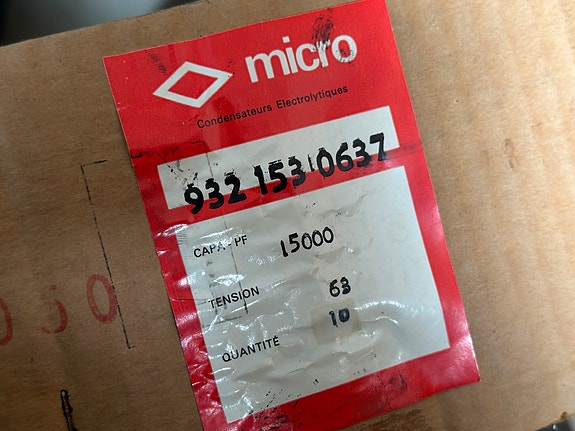 micro
Condensateurs Electrolytiques
932 153 0637
CAPA - PF 15000
TENSION 63
10
QUANTITÉ